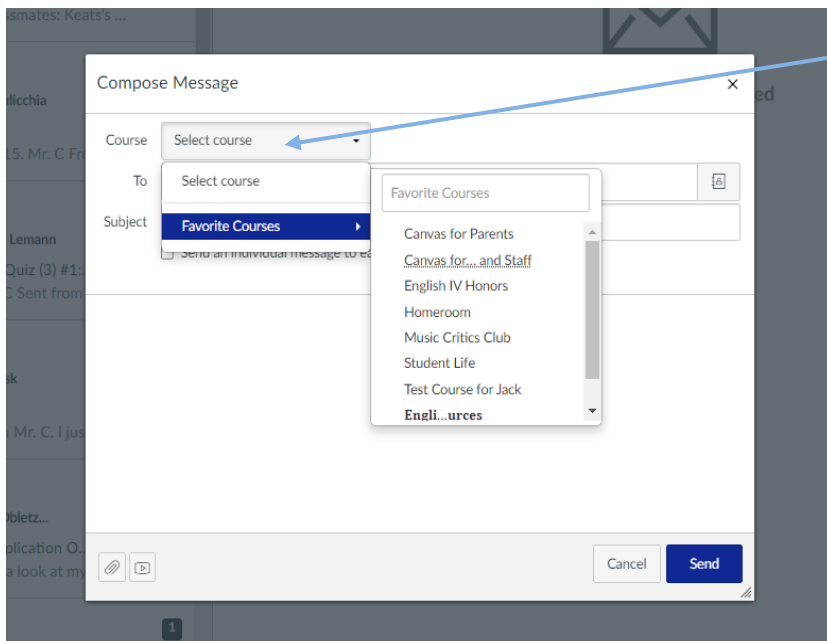 ssmates: Keats's ...
Compose Message ×
ed
licchia
Course Select course
15. Mr. C Fr
To Select course
Favorite Courses
Subject Favorite Courses
Lemann
Canvas for Parents
Send an individual message to ea
Canvas for... and Staff
Quiz (3) #1:
English IV Honors
C Sent from
Homeroom
Music Critics Club
Student Life
sk
Test Course for Jack
Engli...urces
Mr. C. I jus
Obletz...
plication O..
a look at my
Cancel Send
1